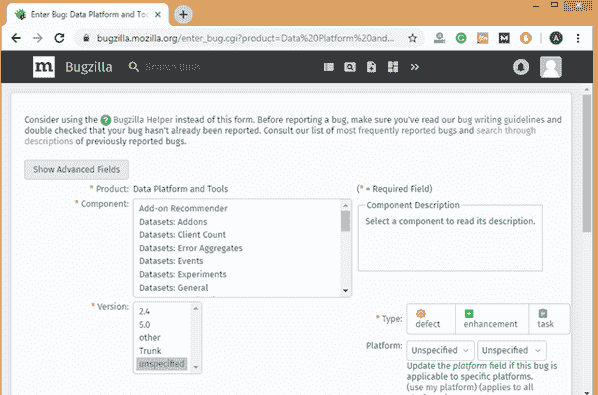 Enter Bug: Data Platform and Too
bugzilla.mozilla.org/enter_bug.cgi?product=Data%20Platform%20and...
m Bugzilla Search Bugs
Consider using the Bugzilla Helper instead of this form. Before reporting a bug, make sure you've read our bug writing guidelines and
double checked that your bug hasn't already been reported. Consult our list of most frequently reported bugs and search through
descriptions of previously reported bugs.
Show Advanced Fields
* Product: Data Platform and Tools (* = Required Field)
* Component:
Add-on Recommender
Datasets: Addons
Datasets: Client Count
Datasets: Error Aggregates
Datasets: Events
Datasets: Experiments
Datasets: General
Component Description
Select a component to read its description.
* Version:
2.4
5.0
other
Trunk
unspecified
* Type:
defect
enhancement
task
Platform: Unspecified Unspecified
Update the platform field if this bug is
applicable to specific platforms.
(use my platform) (applies to all